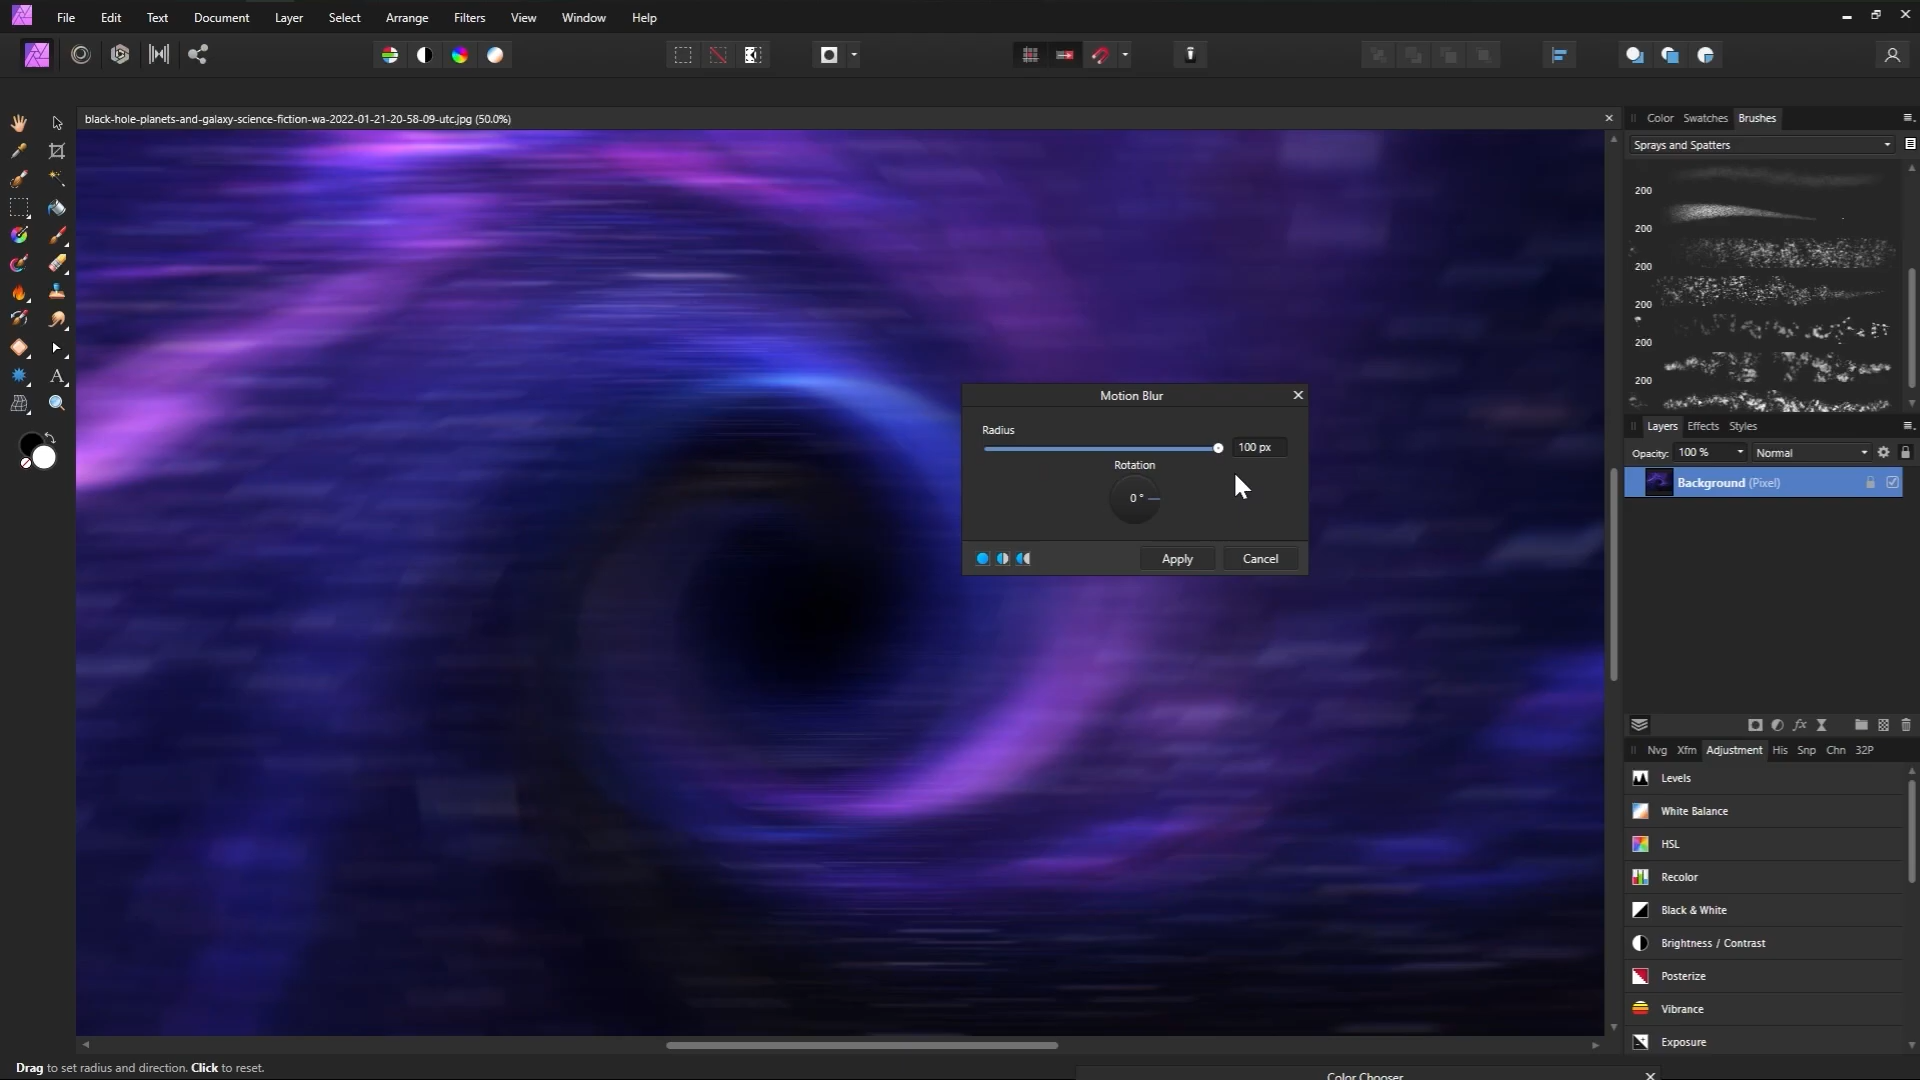 File Edit Text Document Layer Select Arrange Filters View Window Help
black-hole-planets-and-galaxy-science-fiction-wa-2022-01-21-20-58-09-utc.jpg (50.0%)
Color Swatches Brushes
Sprays and Spatters
200
200
200
200
200
200
Motion Blur
Radius
100 px
Rotation
0 °
Apply Cancel
Layers Effects Styles
Opacity: 100 % Normal
Background (Pixel)
Nvg Xfm Adjustment His Snp Chn 32P
Levels
White Balance
HSL
Recolor
Black & White
Brightness / Contrast
Posterize
Vibrance
Exposure
Drag to set radius and direction. Click to reset.
Color Chooser